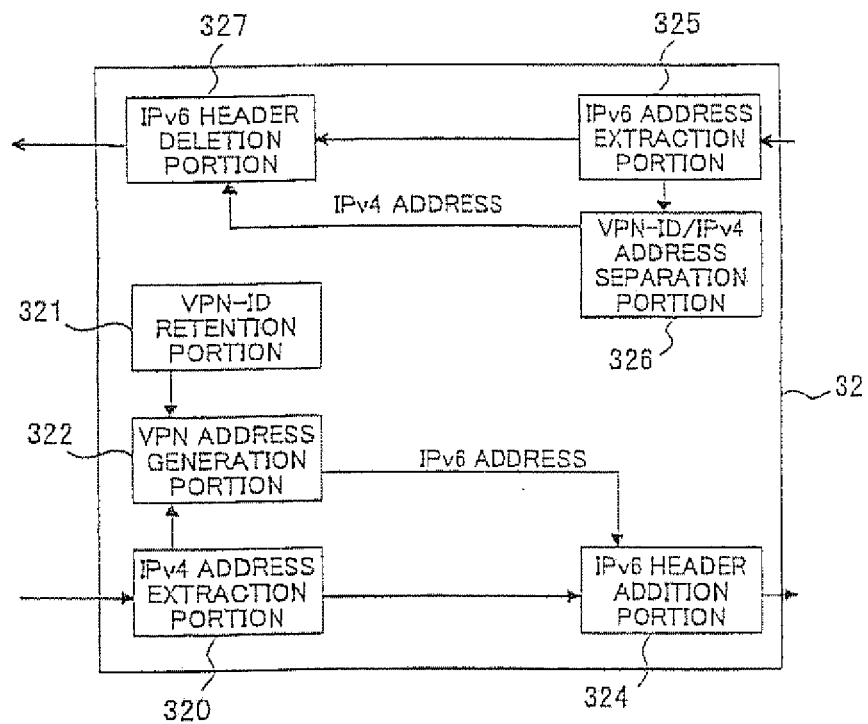 327
325
IPv6 HEADER
DELETION
PORTION
IPv6 ADDRESS
EXTRACTION
PORTION
IPv4 ADDRESS
VPN-ID/IPv4
ADDRESS
SEPARATION
PORTION
321
VPN-ID
RETENTION
PORTION
326
32
322
VPN ADDRESS
GENERATION
PORTION
IPv6 ADDRESS
IPv4 ADDRESS
EXTRACTION
PORTION
IPv6 HEADER
ADDITION
PORTION
320
324